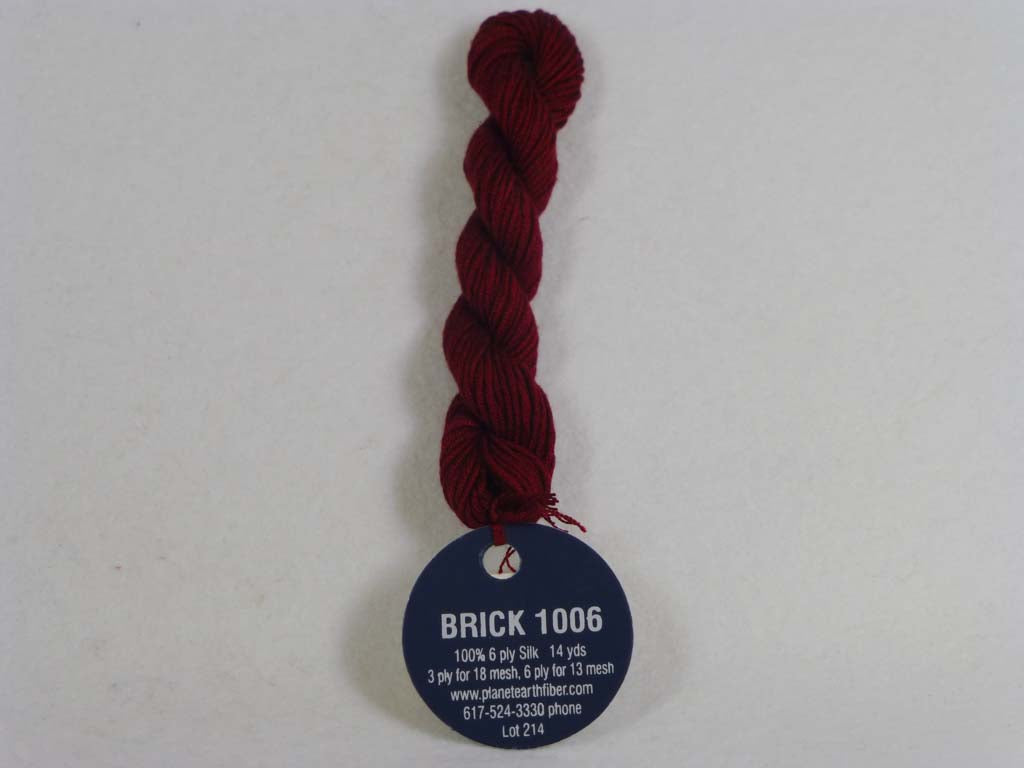 BRICK 1006
100% 6 ply Silk 14 yds
3 ply for 18 mesh, 6 ply for 13 mesh
www.planetearthfiber.com
617-524-3330 phone
Lot 214